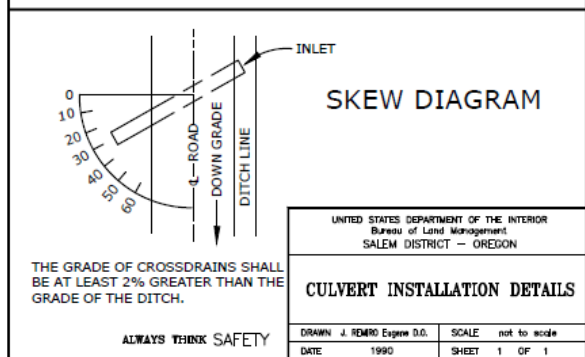 INLET
SKEW DIAGRAM
0
10
20
30
40
50
60
℄ ROAD
DOWN GRADE
DITCH LINE
THE GRADE OF CROSSDRAINS SHALL
BE AT LEAST 2% GREATER THAN THE
GRADE OF THE DITCH.
ALWAYS THINK SAFETY
UNITED STATES DEPARTMENT OF THE INTERIOR
Bureau of Land Management
SALEM DISTRICT – OREGON
CULVERT INSTALLATION DETAILS
DRAWN J. REMRO Eugene D.O. SCALE not to scale
DATE 1990 SHEET 1 OF 1